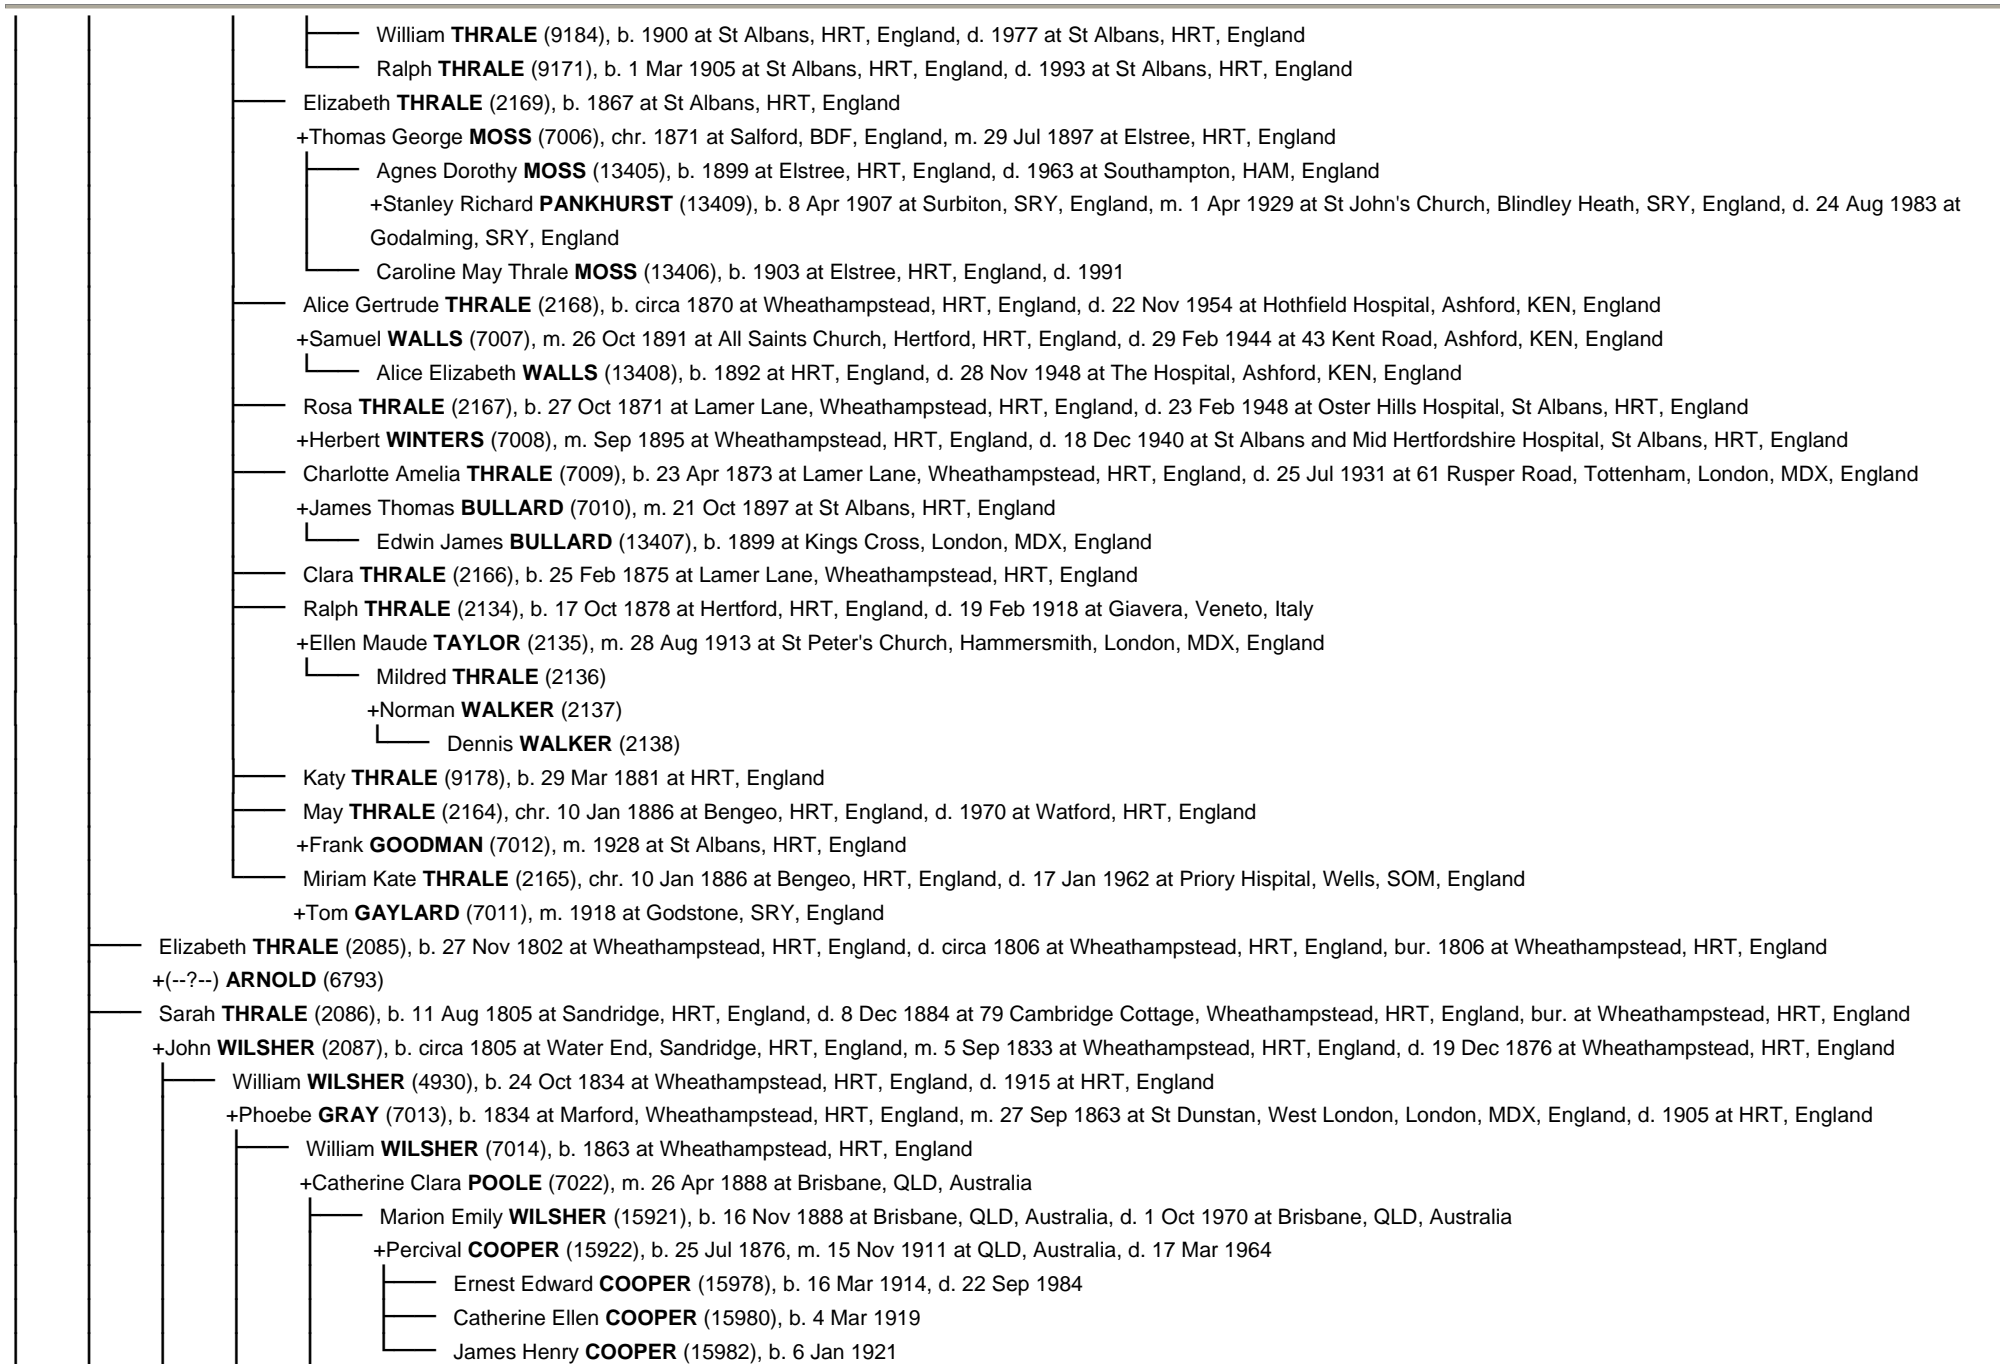 William THRALE (9184), b. 1900 at St Albans, HRT, England, d. 1977 at St Albans, HRT, England
Ralph THRALE (9171), b. 1 Mar 1905 at St Albans, HRT, England, d. 1993 at St Albans, HRT, England
Elizabeth THRALE (2169), b. 1867 at St Albans, HRT, England
+Thomas George MOSS (7006), chr. 1871 at Salford, BDF, England, m. 29 Jul 1897 at Elstree, HRT, England
Agnes Dorothy MOSS (13405), b. 1899 at Elstree, HRT, England, d. 1963 at Southampton, HAM, England
+Stanley Richard PANKHURST (13409), b. 8 Apr 1907 at Surbiton, SRY, England, m. 1 Apr 1929 at St John's Church, Blindley Heath, SRY, England, d. 24 Aug 1983 at
Godalming, SRY, England
Caroline May Thrale MOSS (13406), b. 1903 at Elstree, HRT, England, d. 1991
Alice Gertrude THRALE (2168), b. circa 1870 at Wheathampstead, HRT, England, d. 22 Nov 1954 at Hothfield Hospital, Ashford, KEN, England
+Samuel WALLS (7007), m. 26 Oct 1891 at All Saints Church, Hertford, HRT, England, d. 29 Feb 1944 at 43 Kent Road, Ashford, KEN, England
Alice Elizabeth WALLS (13408), b. 1892 at HRT, England, d. 28 Nov 1948 at The Hospital, Ashford, KEN, England
Rosa THRALE (2167), b. 27 Oct 1871 at Lamer Lane, Wheathampstead, HRT, England, d. 23 Feb 1948 at Oster Hills Hospital, St Albans, HRT, England
+Herbert WINTERS (7008), m. Sep 1895 at Wheathampstead, HRT, England, d. 18 Dec 1940 at St Albans and Mid Hertfordshire Hospital, St Albans, HRT, England
Charlotte Amelia THRALE (7009), b. 23 Apr 1873 at Lamer Lane, Wheathampstead, HRT, England, d. 25 Jul 1931 at 61 Rusper Road, Tottenham, London, MDX, England
+James Thomas BULLARD (7010), m. 21 Oct 1897 at St Albans, HRT, England
Edwin James BULLARD (13407), b. 1899 at Kings Cross, London, MDX, England
Clara THRALE (2166), b. 25 Feb 1875 at Lamer Lane, Wheathampstead, HRT, England
Ralph THRALE (2134), b. 17 Oct 1878 at Hertford, HRT, England, d. 19 Feb 1918 at Giavera, Veneto, Italy
+Ellen Maude TAYLOR (2135), m. 28 Aug 1913 at St Peter's Church, Hammersmith, London, MDX, England
Mildred THRALE (2136)
+Norman WALKER (2137)
Dennis WALKER (2138)
Katy THRALE (9178), b. 29 Mar 1881 at HRT, England
May THRALE (2164), chr. 10 Jan 1886 at Bengeo, HRT, England, d. 1970 at Watford, HRT, England
+Frank GOODMAN (7012), m. 1928 at St Albans, HRT, England
Miriam Kate THRALE (2165), chr. 10 Jan 1886 at Bengeo, HRT, England, d. 17 Jan 1962 at Priory Hispital, Wells, SOM, England
+Tom GAYLARD (7011), m. 1918 at Godstone, SRY, England
Elizabeth THRALE (2085), b. 27 Nov 1802 at Wheathampstead, HRT, England, d. circa 1806 at Wheathampstead, HRT, England, bur. 1806 at Wheathampstead, HRT, England
+(--?--) ARNOLD (6793)
Sarah THRALE (2086), b. 11 Aug 1805 at Sandridge, HRT, England, d. 8 Dec 1884 at 79 Cambridge Cottage, Wheathampstead, HRT, England, bur. at Wheathampstead, HRT, England
+John WILSHER (2087), b. circa 1805 at Water End, Sandridge, HRT, England, m. 5 Sep 1833 at Wheathampstead, HRT, England, d. 19 Dec 1876 at Wheathampstead, HRT, England
William WILSHER (4930), b. 24 Oct 1834 at Wheathampstead, HRT, England, d. 1915 at HRT, England
+Phoebe GRAY (7013), b. 1834 at Marford, Wheathampstead, HRT, England, m. 27 Sep 1863 at St Dunstan, West London, London, MDX, England, d. 1905 at HRT, England
William WILSHER (7014), b. 1863 at Wheathampstead, HRT, England
+Catherine Clara POOLE (7022), m. 26 Apr 1888 at Brisbane, QLD, Australia
Marion Emily WILSHER (15921), b. 16 Nov 1888 at Brisbane, QLD, Australia, d. 1 Oct 1970 at Brisbane, QLD, Australia
+Percival COOPER (15922), b. 25 Jul 1876, m. 15 Nov 1911 at QLD, Australia, d. 17 Mar 1964
Ernest Edward COOPER (15978), b. 16 Mar 1914, d. 22 Sep 1984
Catherine Ellen COOPER (15980), b. 4 Mar 1919
James Henry COOPER (15982), b. 6 Jan 1921